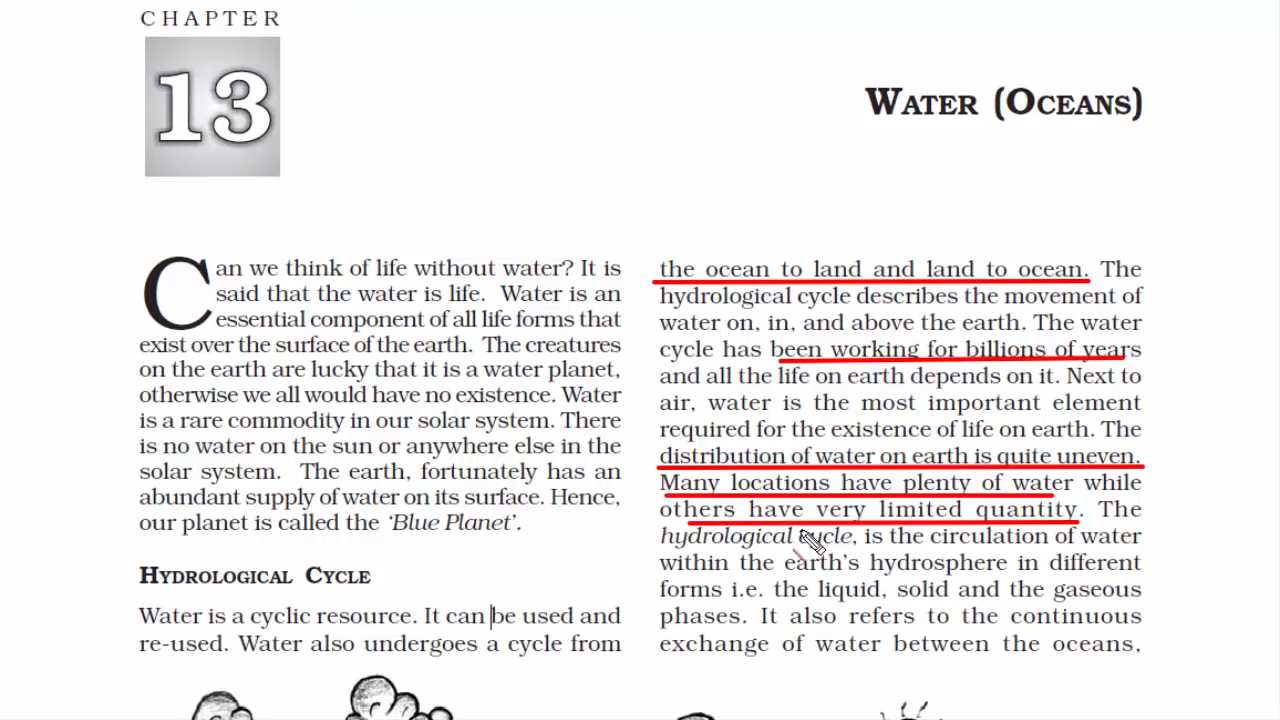 CHAPTER
13
WATER (OCEANS)
Can we think of life without water? It is
said that the water is life. Water is an
essential component of all life forms that
exist over the surface of the earth. The creatures
on the earth are lucky that it is a water planet,
otherwise we all would have no existence. Water
is a rare commodity in our solar system. There
is no water on the sun or anywhere else in the
solar system. The earth, fortunately has an
abundant supply of water on its surface. Hence,
our planet is called the ‘Blue Planet’.
HYDROLOGICAL CYCLE
Water is a cyclic resource. It can be used and
re-used. Water also undergoes a cycle from
the ocean to land and land to ocean. The
hydrological cycle describes the movement of
water on, in, and above the earth. The water
cycle has been working for billions of years
and all the life on earth depends on it. Next to
air, water is the most important element
required for the existence of life on earth. The
distribution of water on earth is quite uneven.
Many locations have plenty of water while
others have very limited quantity. The
hydrological cycle, is the circulation of water
within the earth’s hydrosphere in different
forms i.e. the liquid, solid and the gaseous
phases. It also refers to the continuous
exchange of water between the oceans,